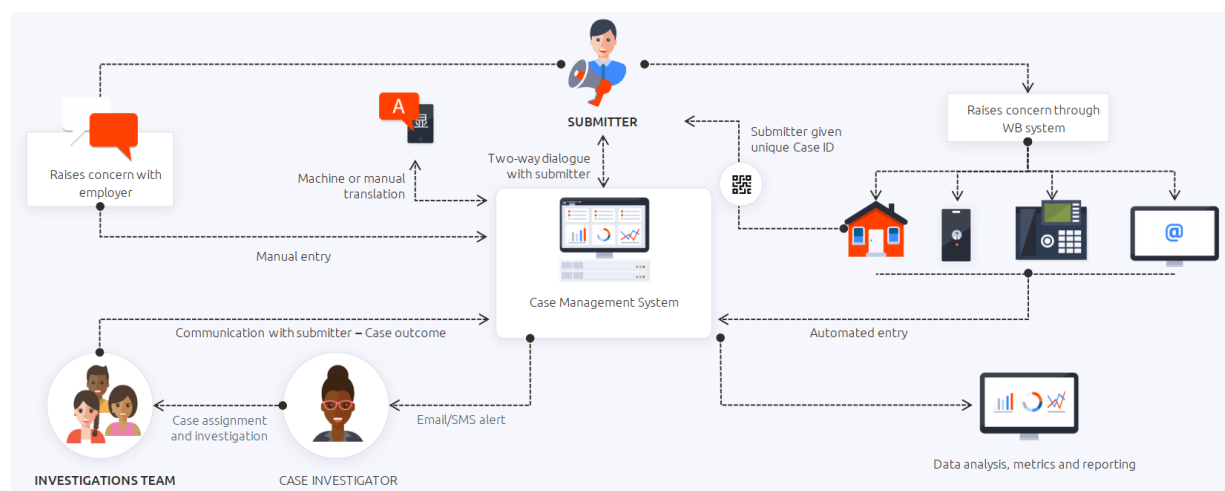 SUBMITTER
A
显
Raises concern through
WB system
Submitter given
unique Case ID
Two-way dialogue
with submitter
Raises concern with
employer
Machine or manual
translation
@
Manual entry
Case Management System
Communication with submitter – Case outcome
Automated entry
Case assignment
and investigation
Email/SMS alert
Data analysis, metrics and reporting
INVESTIGATIONS TEAM
CASE INVESTIGATOR